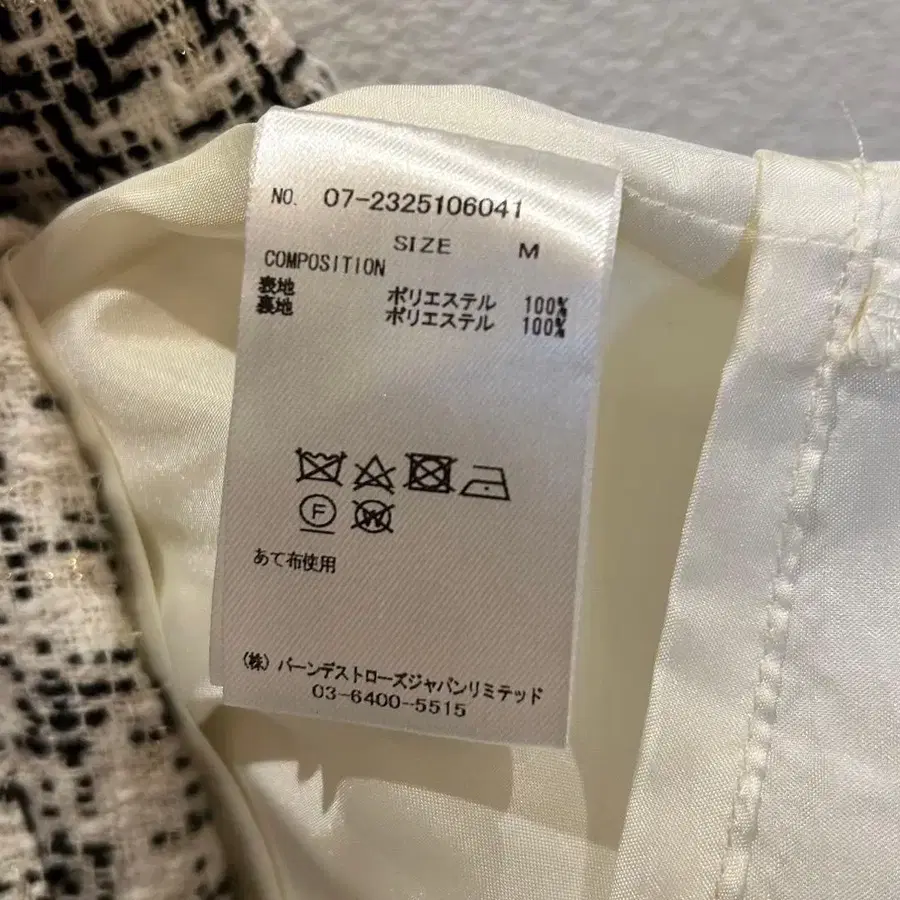 NO. 07-2325106041
SIZE M
COMPOSITION
表地 ポリエステル 100%
裏地 ポリエステル 100%
F W
あて布使用
(株) バーンデストローズジャパンリミテッド
03-6400-5515